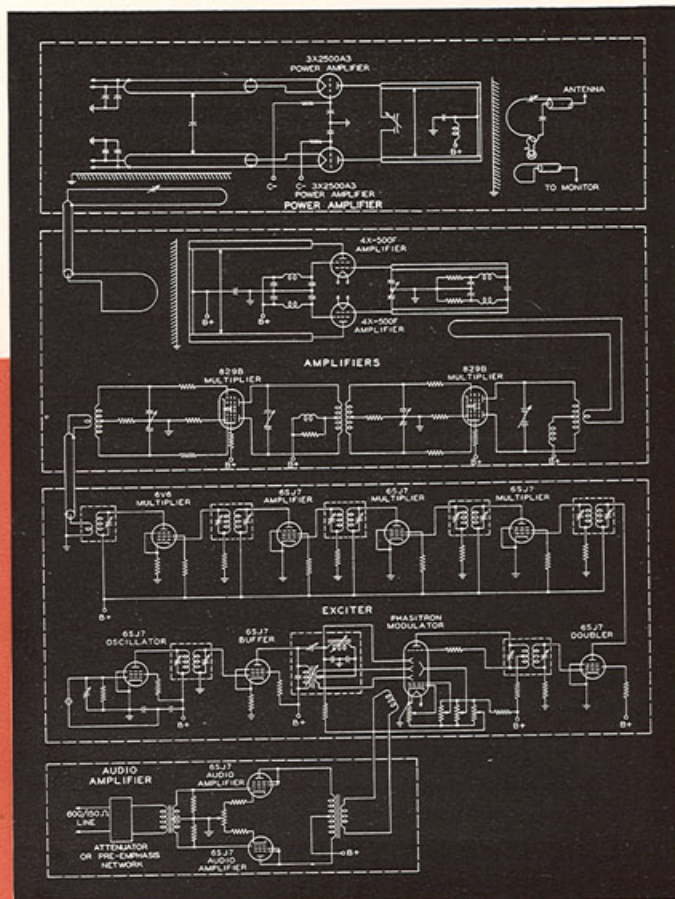 3X2500A3
POWER AMPLIFIER
ANTENNA
B+
TO MONITOR
C-
C- 3X2500A3
POWER AMPLIFIER
POWER AMPLIFIER
4X-500F
AMPLIFIER
B+
B+
4X-500F
AMPLIFIER
AMPLIFIERS
829B
MULTIPLIER
829B
MULTIPLIER
B+
B+
B+
B+
6V6
MULTIPLIER
6SJ7
AMPLIFIER
6SJ7
MULTIPLIER
6SJ7
MULTIPLIER
B+
EXCITER
6SJ7
OSCILLATOR
6SJ7
BUFFER
PHASITRON
MODULATOR
6SJ7
DOUBLER
B+
B+
B+
B+
AUDIO
AMPLIFIER
6SJ7
AUDIO
AMPLIFIER
600/150 Ω
LINE
ATTENUATOR
OR PRE-EMPHASIS
NETWORK
6SJ7
AUDIO
AMPLIFIER
B+